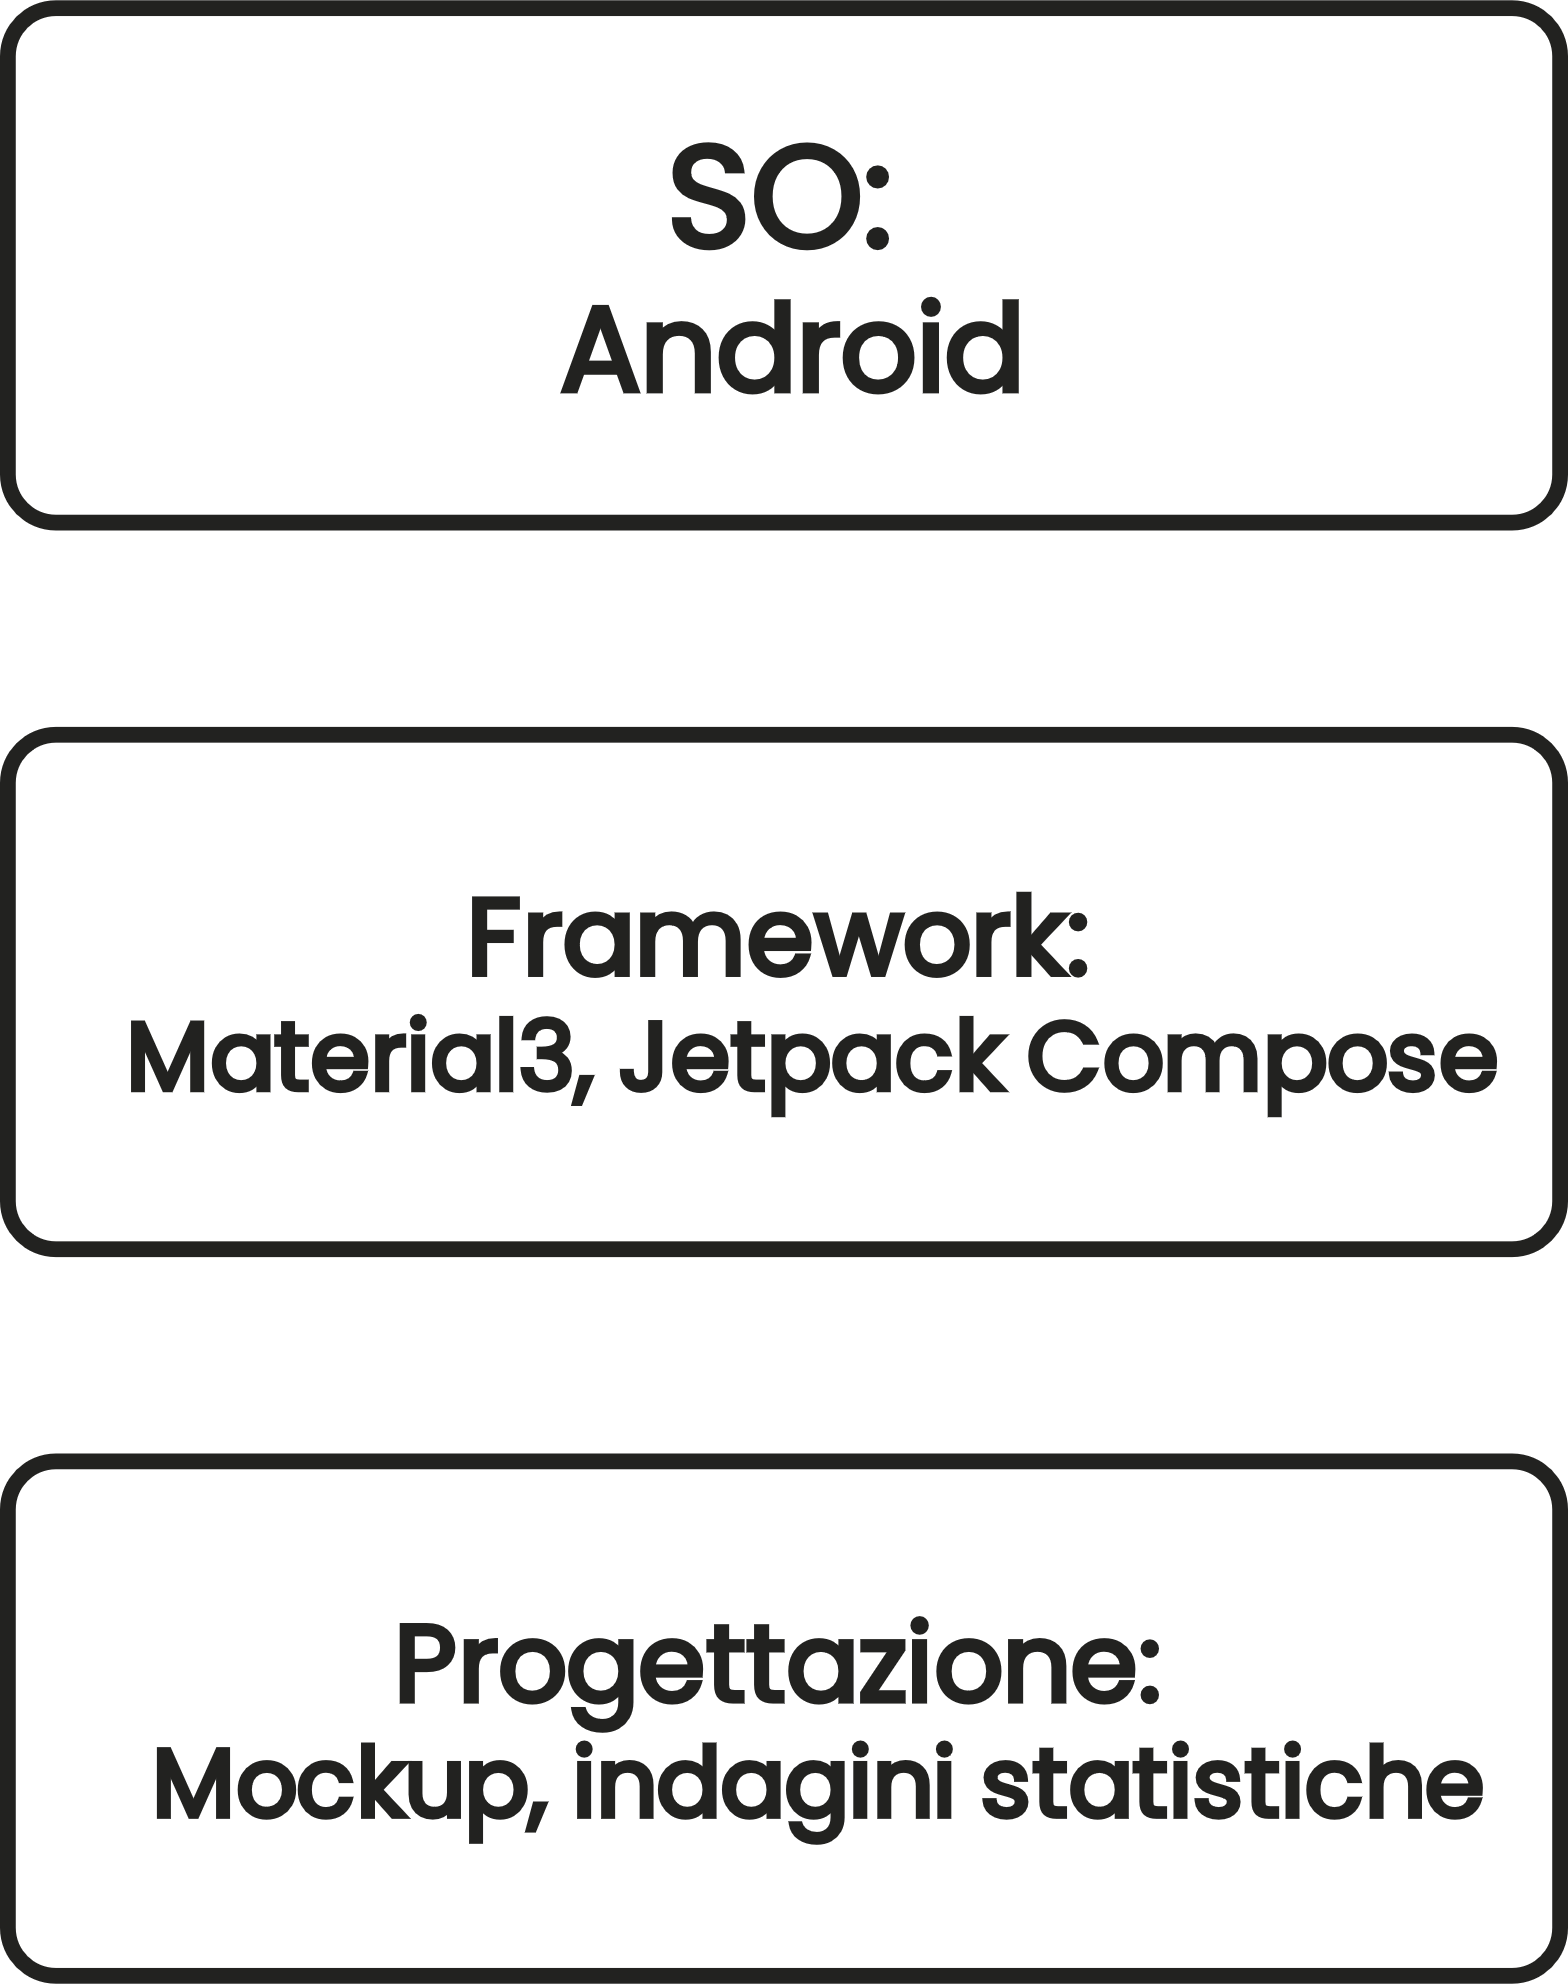 SO:
Android
Framework:
Material3, Jetpack Compose
Progettazione:
Mockup, indagini statistiche